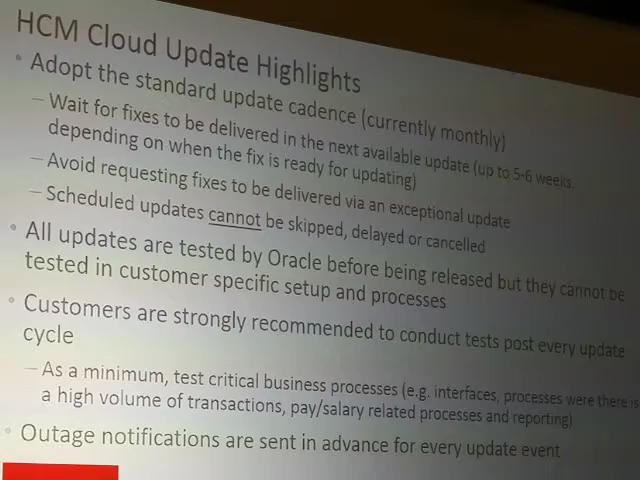 HCM Cloud Update Highlights
• Adopt the standard update cadence (currently monthly)
– Wait for fixes to be delivered in the next available update (up to 5-6 weeks.
depending on when the fix is ready for updating)
– Avoid requesting fixes to be delivered via an exceptional update
– Scheduled updates cannot be skipped, delayed or cancelled
• All updates are tested by Oracle before being released but they cannot be
tested in customer specific setup and processes
• Customers are strongly recommended to conduct tests post every update
cycle
– As a minimum, test critical business processes (e.g. interfaces, processes were there is
a high volume of transactions, pay/salary related processes and reporting)
• Outage notifications are sent in advance for every update event